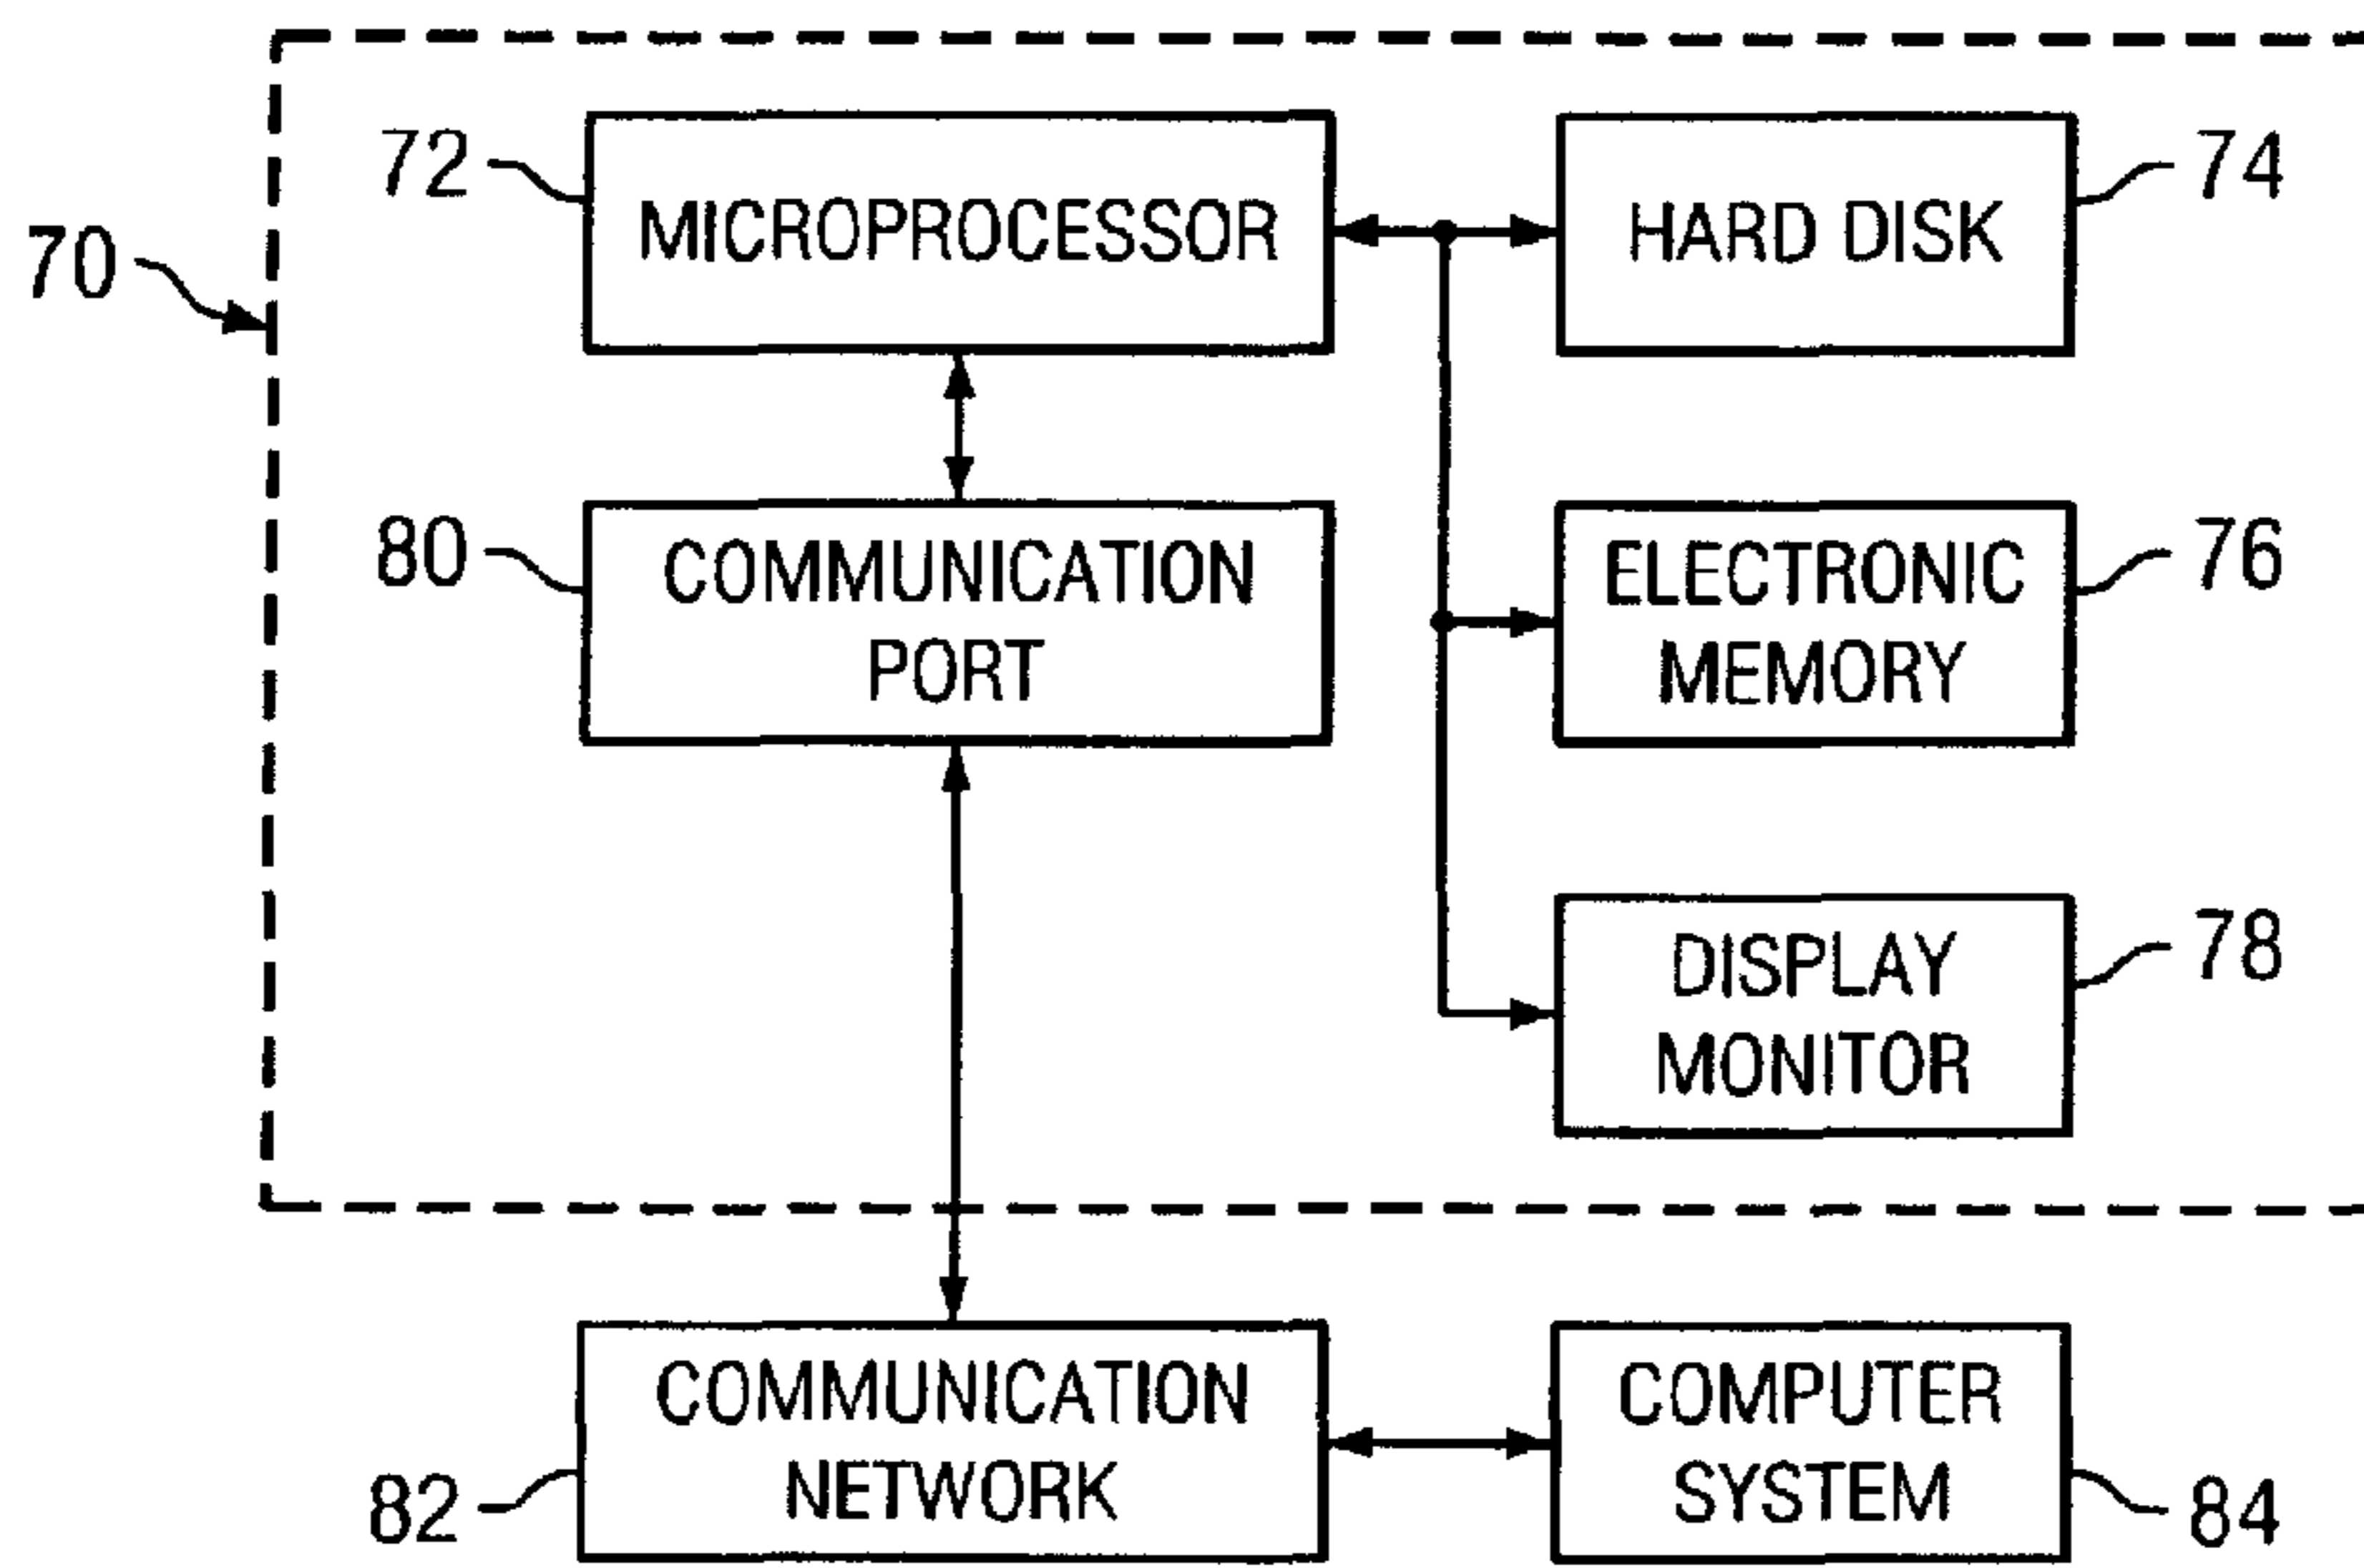 70
72
MICROPROCESSOR
HARD DISK
74
80
COMMUNICATION
PORT
ELECTRONIC
MEMORY
76
DISPLAY
MONITOR
78
82
COMMUNICATION
NETWORK
COMPUTER
SYSTEM
84